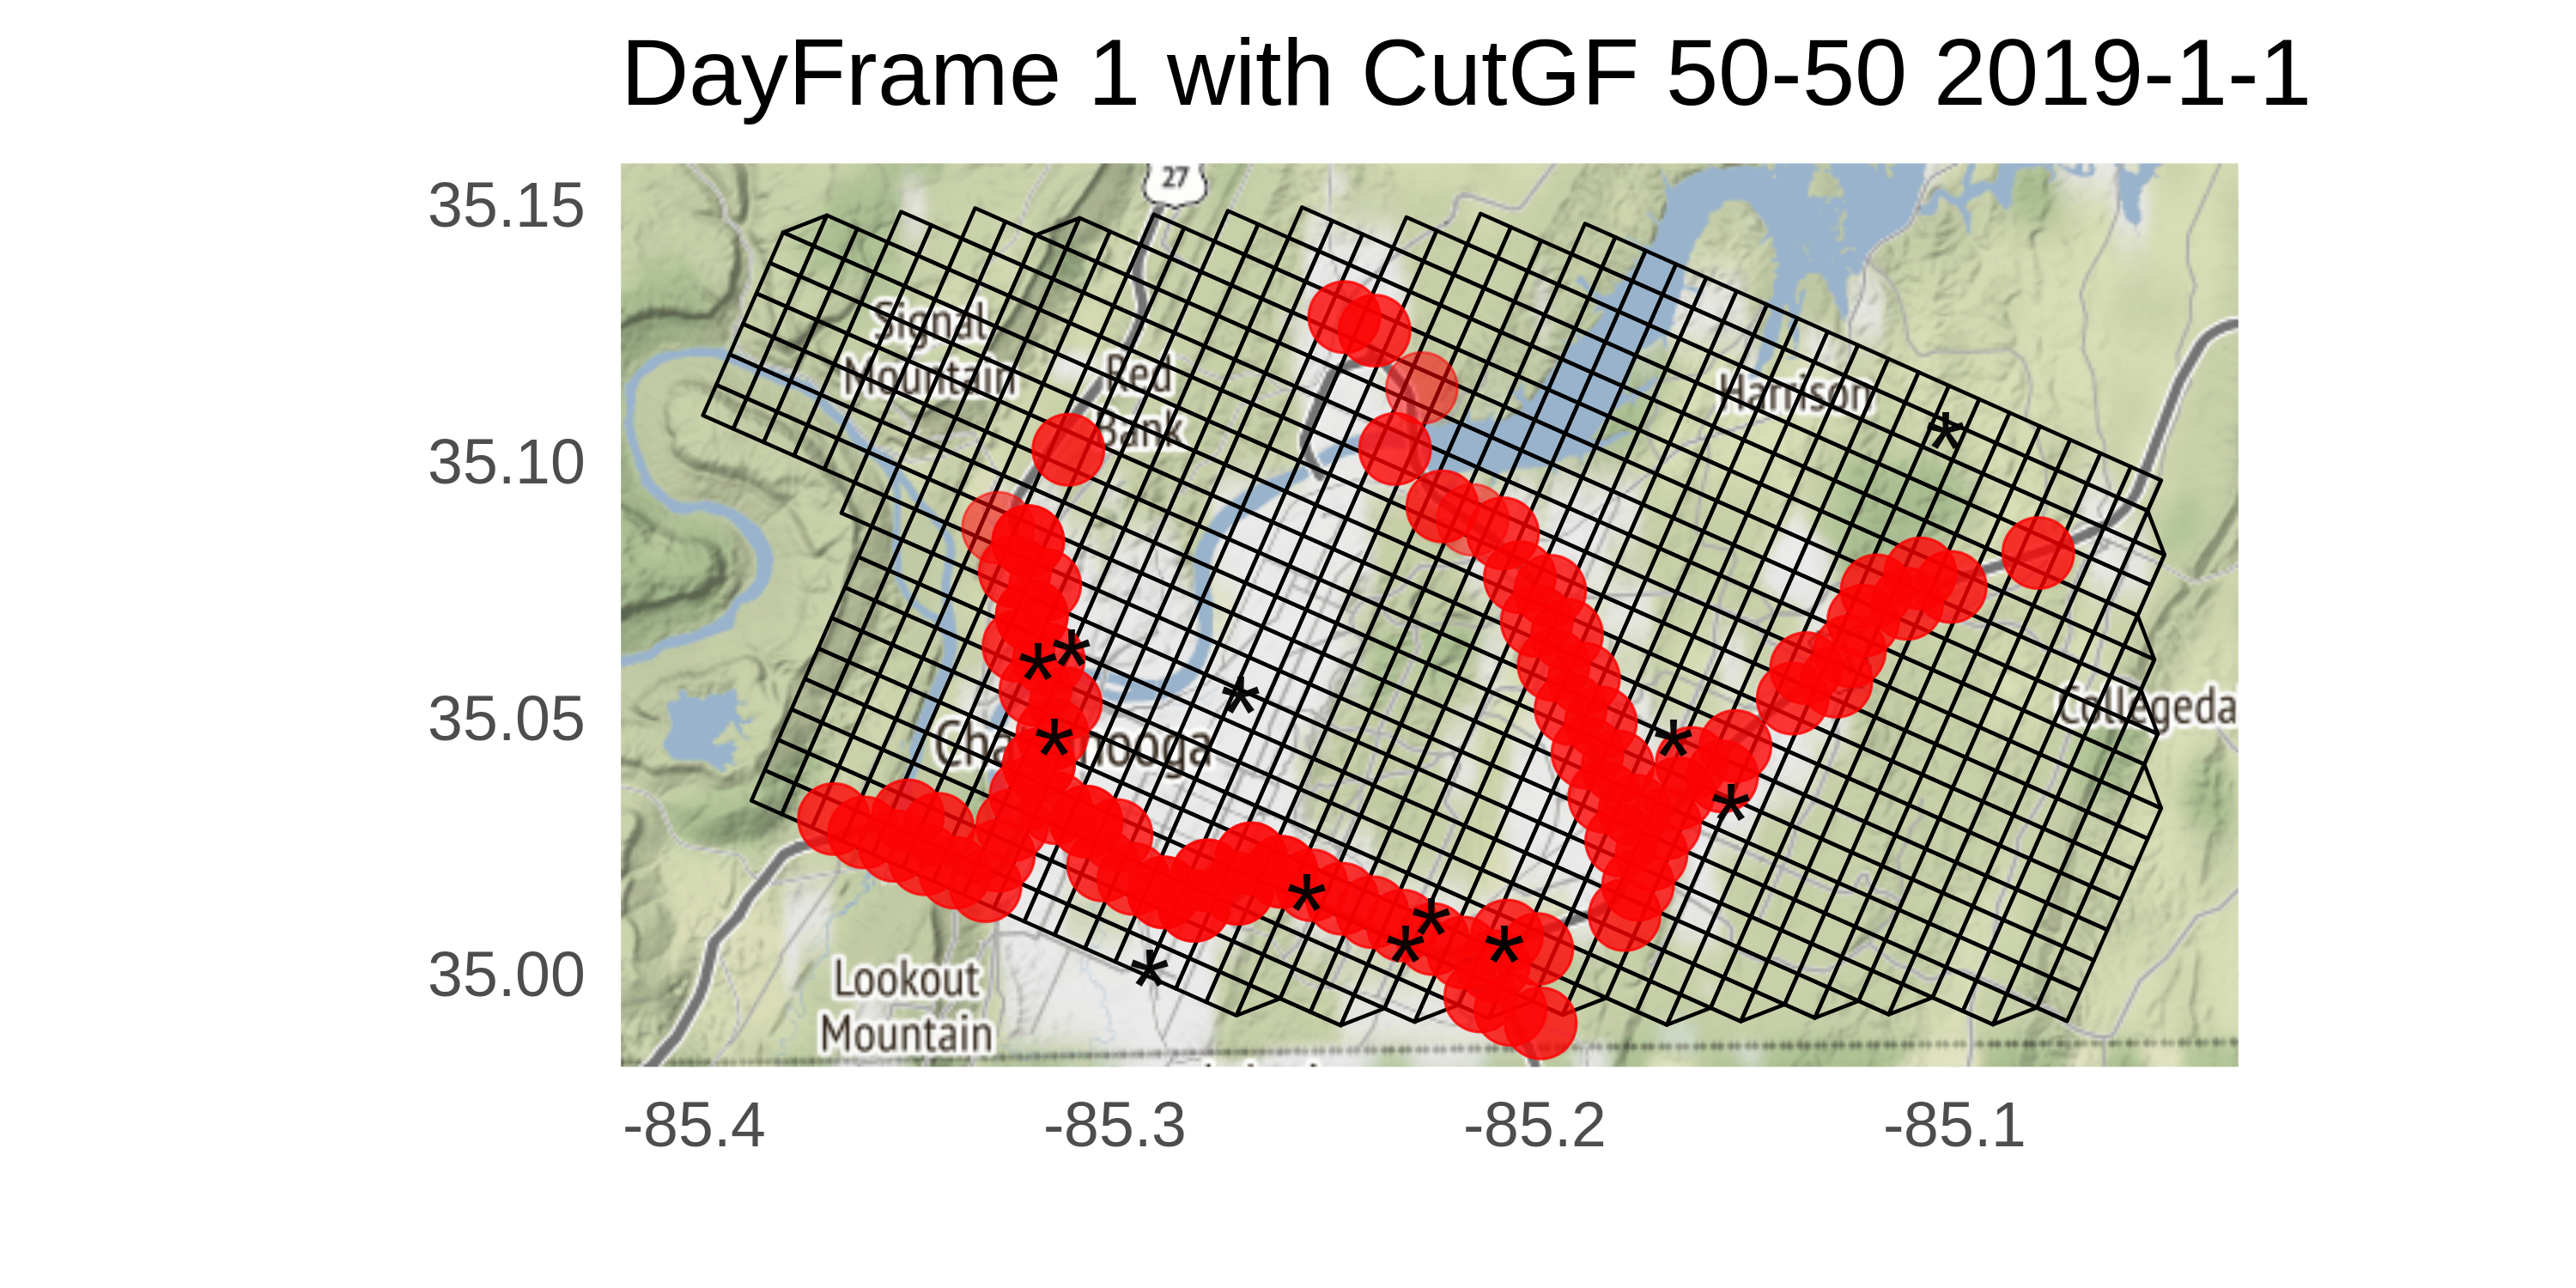 DayFrame 1 with CutGF 50-50 2019-1-1
35.15
35.10
35.05
35.00
27
Signal
Mountain
Red
Bank
Harrison
Collegeda
Lookout
Mountain
-85.4
-85.3
-85.2
-85.1